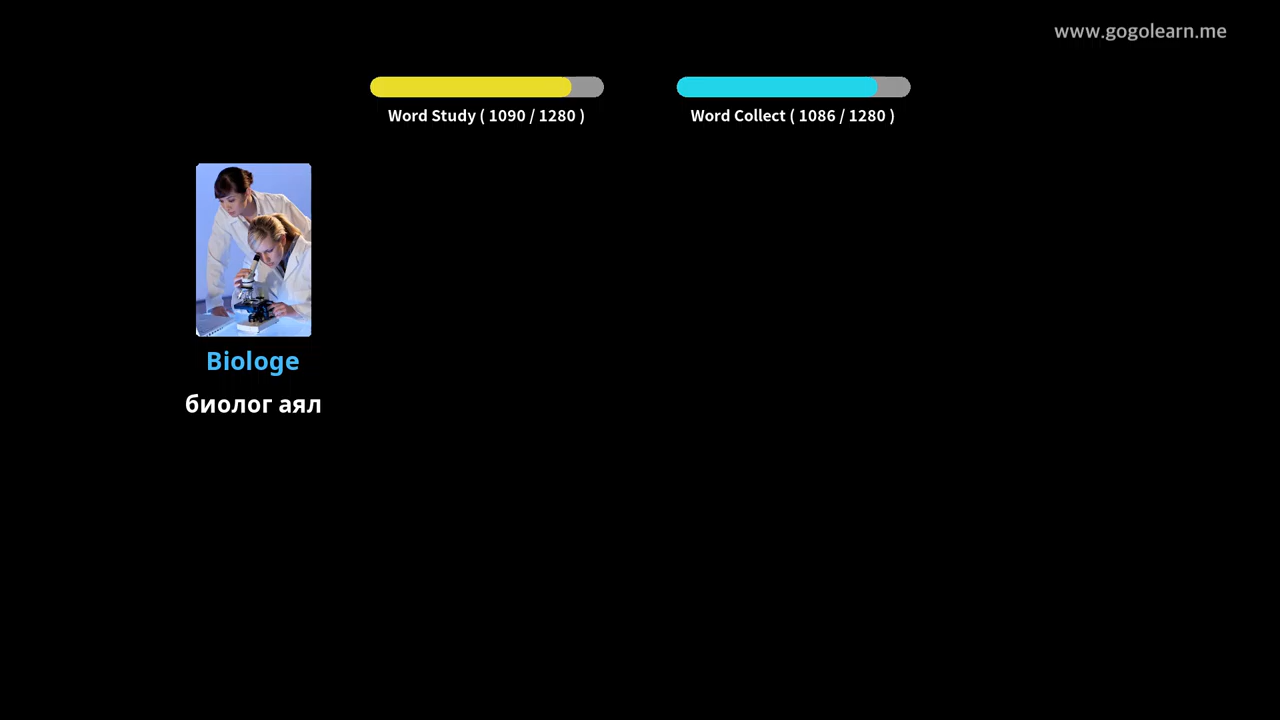 www.gogolearn.me
Word Study ( 1090 / 1280 )
Word Collect ( 1086 / 1280 )
Biologe
биолог аял